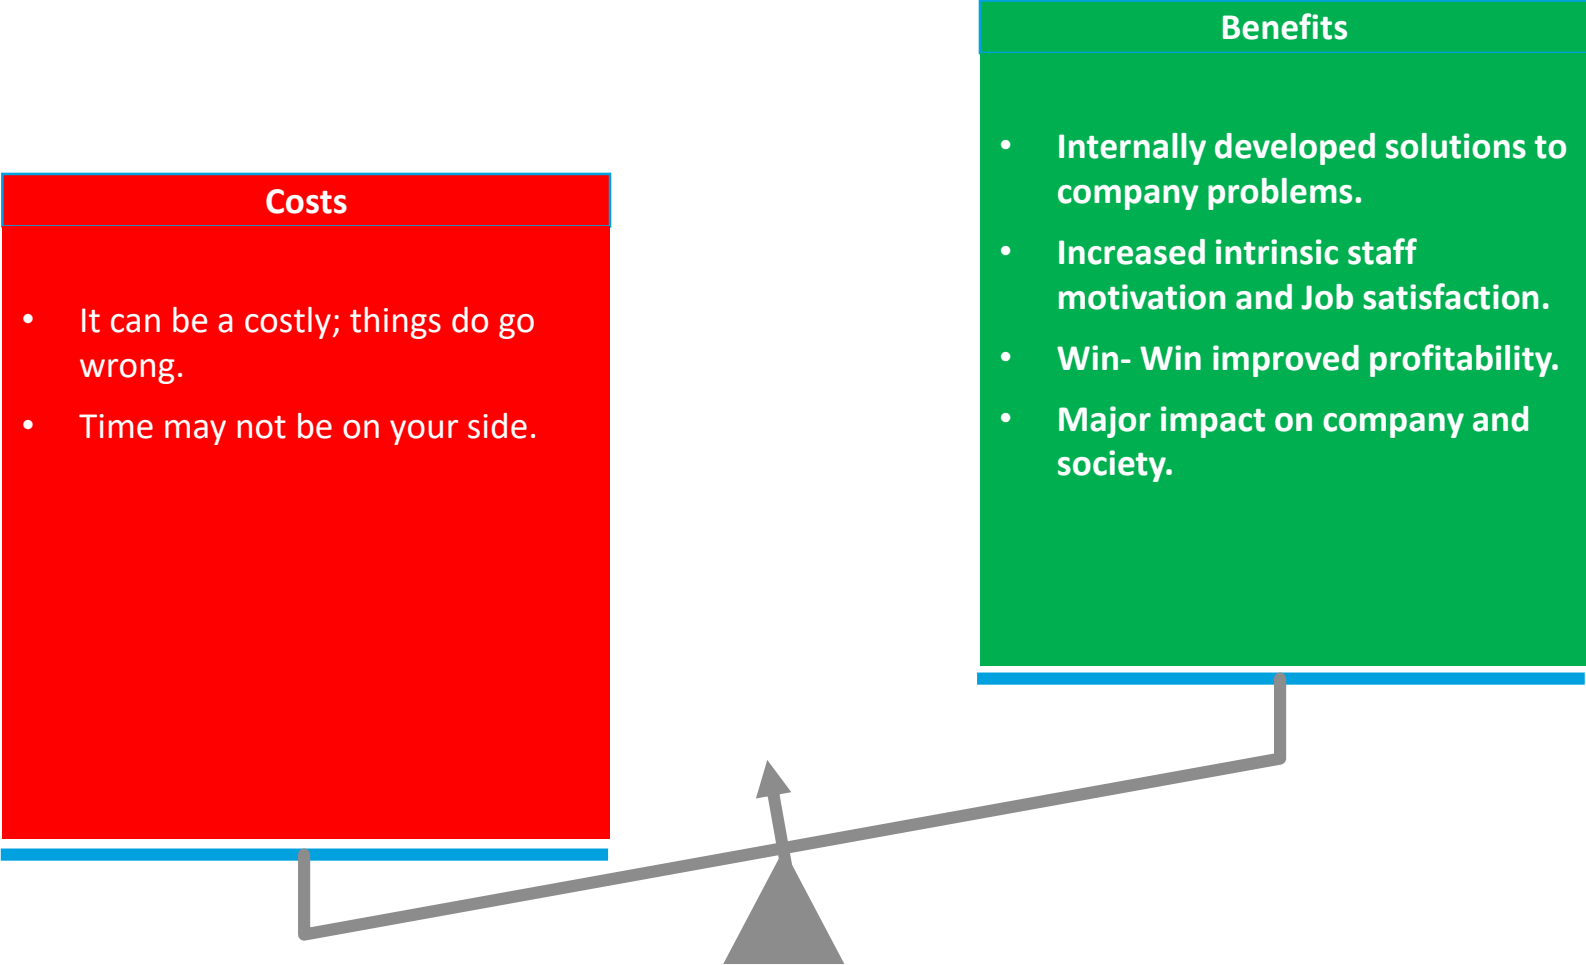 Costs
• It can be a costly; things do go
wrong.
• Time may not be on your side.
Benefits
• Internally developed solutions to
company problems.
• Increased intrinsic staff
motivation and Job satisfaction.
• Win- Win improved profitability.
• Major impact on company and
society.